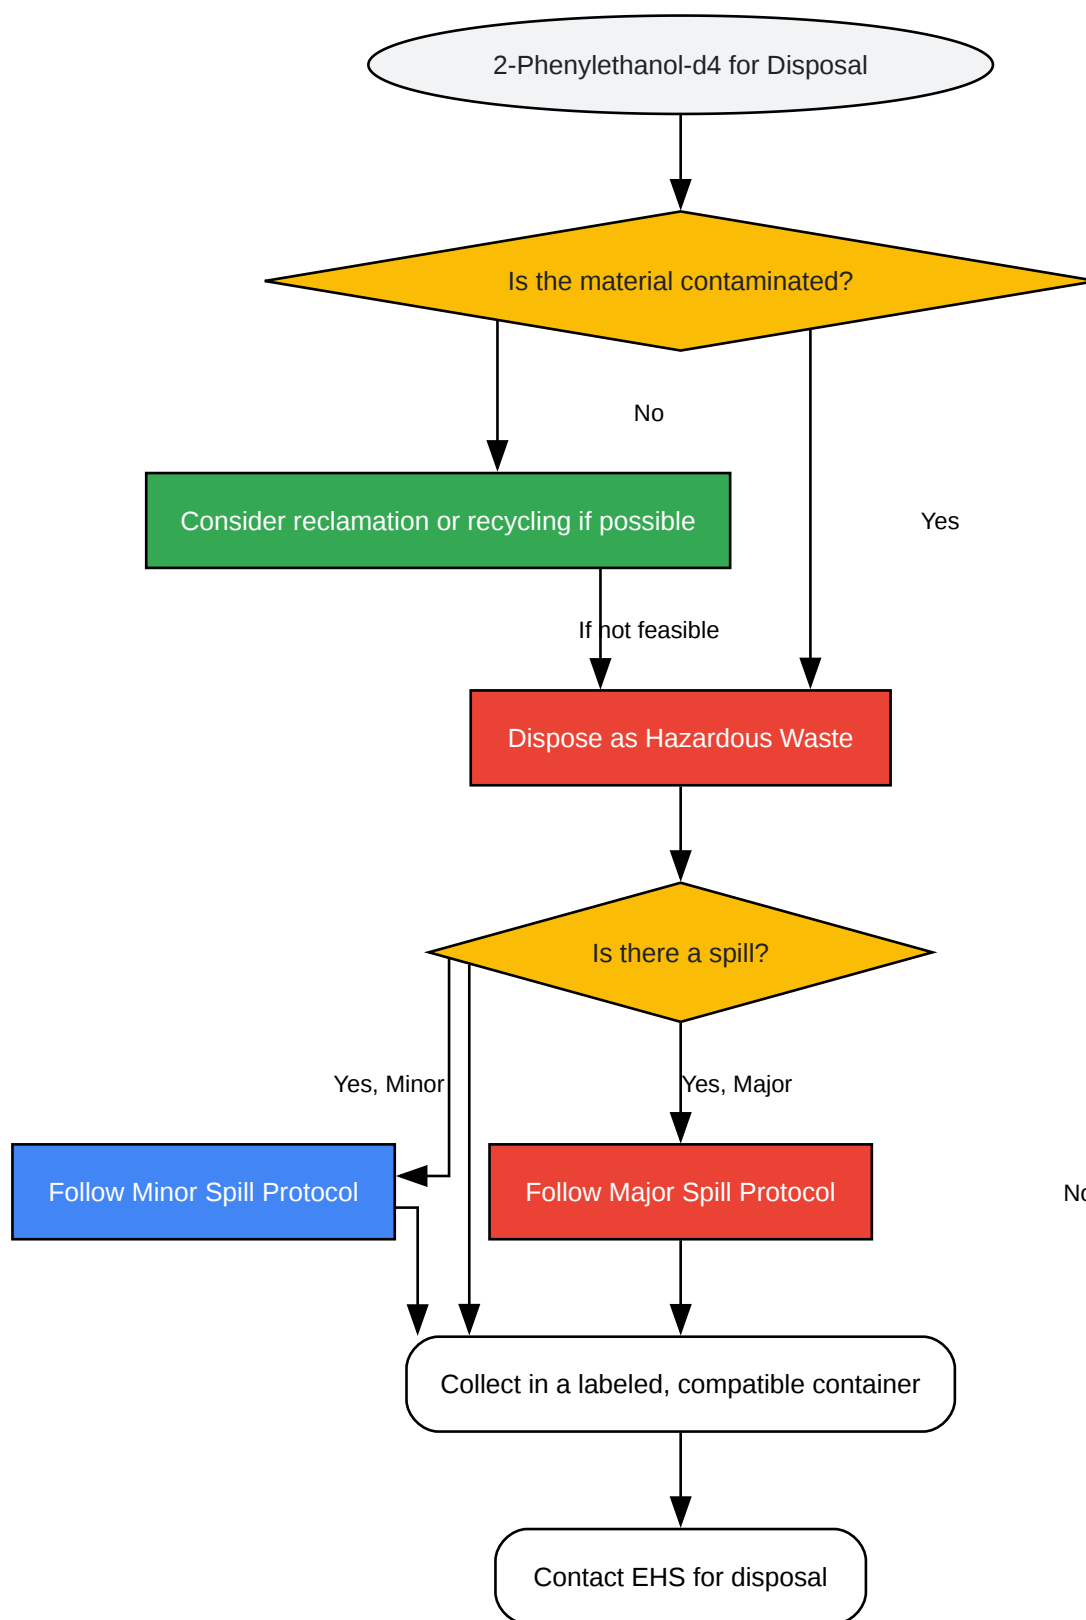 2-Phenylethanol-d4 for Disposal
Is the material contaminated?
No
Consider reclamation or recycling if possible
Yes
If not feasible
Dispose as Hazardous Waste
Is there a spill?
Yes, Minor
Yes, Major
Follow Minor Spill Protocol
Follow Major Spill Protocol
No
Collect in a labeled, compatible container
Contact EHS for disposal